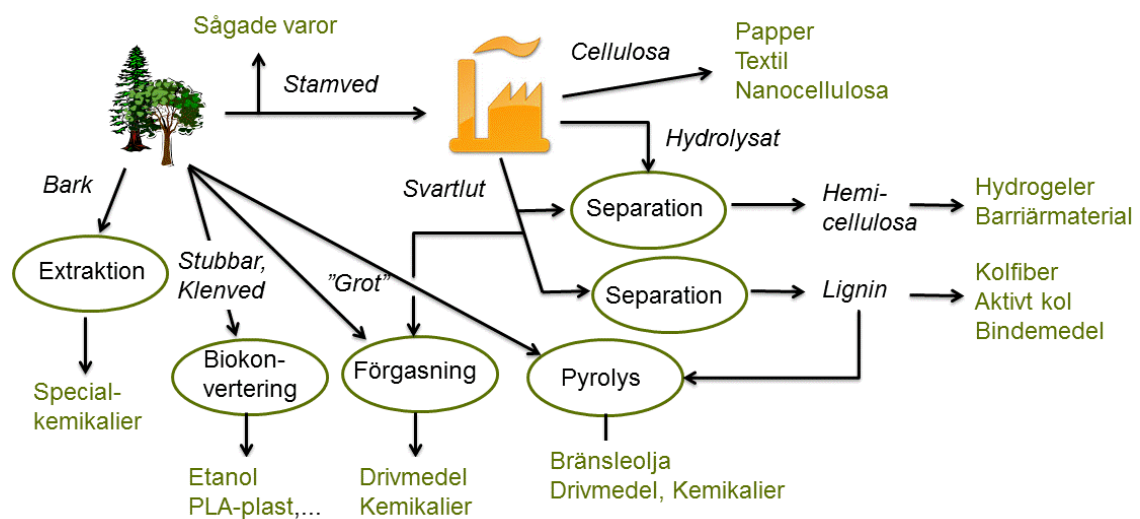 Sågade varor
Stamved
Cellulosa
Papper
Textil
Nanocellulosa
Hydrolysat
Bark
Svartlut
Separation
Hemi-
cellulosa
Hydrogeler
Barriärmaterial
Extraktion
Stubbar,
Klenved
”Grot”
Separation
Lignin
Kolfiber
Aktivt kol
Bindemedel
Special-
kemikalier
Biokon-
vertering
Förgasning
Pyrolys
Etanol
PLA-plast,...
Drivmedel
Kemikalier
Bränsleolja
Drivmedel, Kemikalier